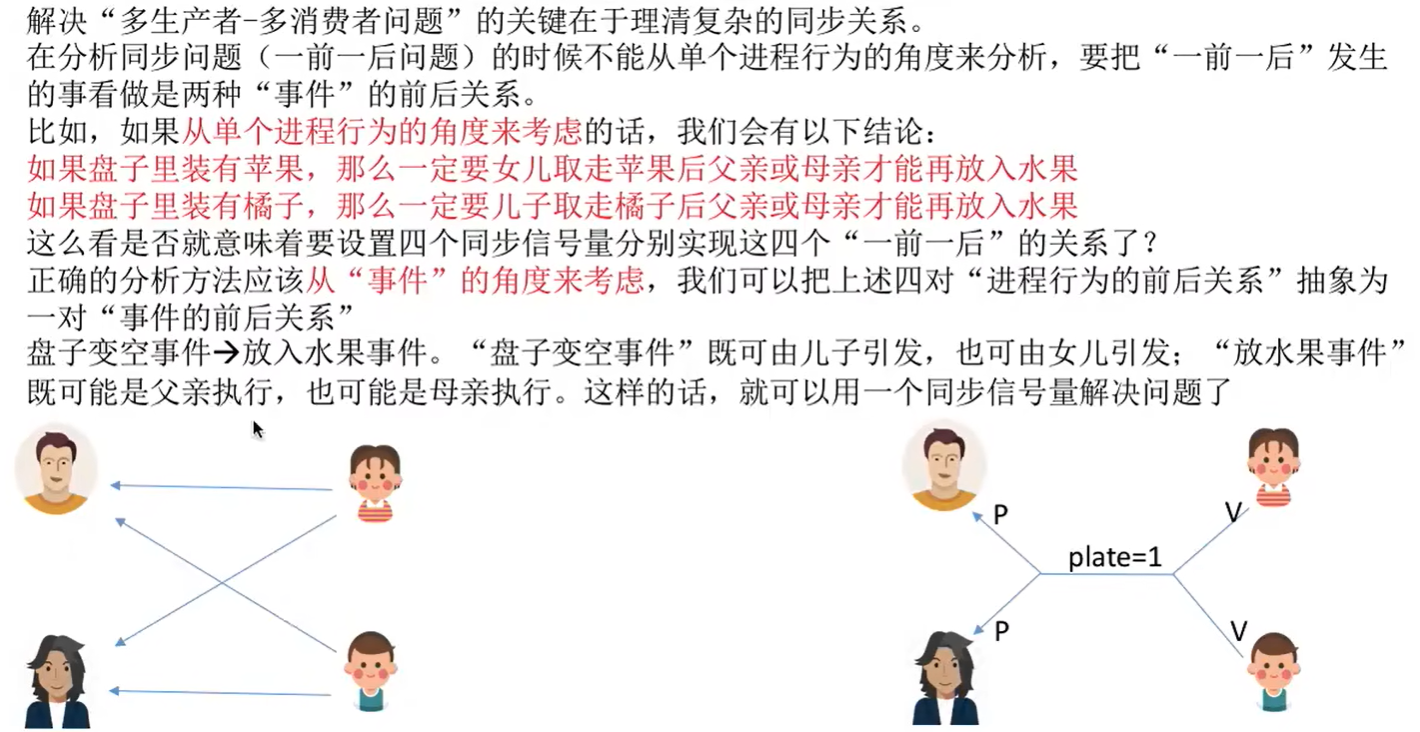 解决“多生产者-多消费者问题”的关键在于理清复杂的同步关系。
在分析同步问题（一前一后问题）的时候不能从单个进程行为的角度来分析，要把“一前一后”发生
的事看做是两种“事件”的前后关系。
比如，如果从单个进程行为的角度来考虑的话，我们会有以下结论：
如果盘子里装有苹果，那么一定要女儿取走苹果后父亲或母亲才能再放入水果
如果盘子里装有橘子，那么一定要儿子取走橘子后父亲或母亲才能再放入水果
这么看是否就意味着要设置四个同步信号量分别实现这四个“一前一后”的关系了？
正确的分析方法应该从“事件”的角度来考虑，我们可以把上述四对“进程行为的前后关系”抽象为
一对“事件的前后关系”
盘子变空事件→放入水果事件。“盘子变空事件”既可由儿子引发，也可由女儿引发；“放水果事件”
既可能是父亲执行，也可能是母亲执行。这样的话，就可以用一个同步信号量解决问题了
P
V
plate=1
P
V